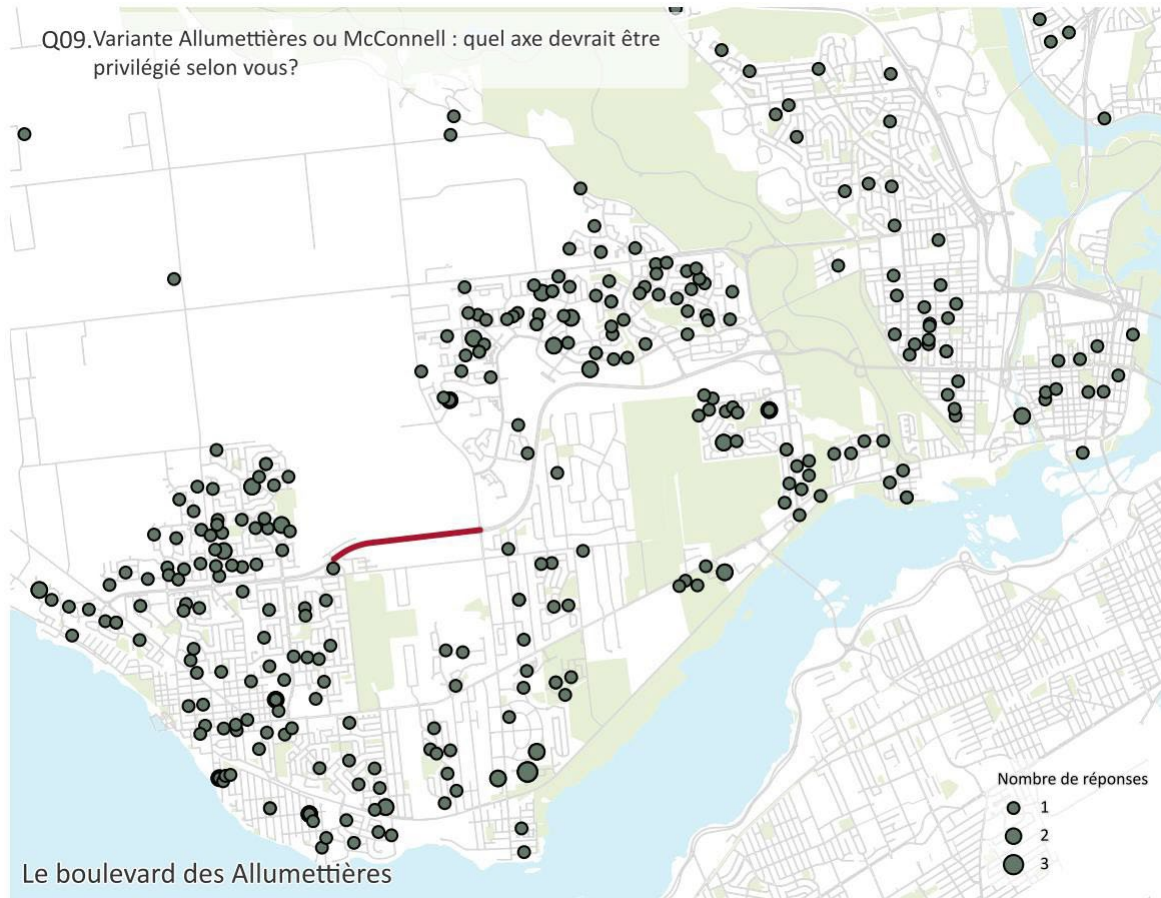 Q09.Variante Allumettières ou McConnell : quel axe devrait être
privilégié selon vous?
Nombre de réponses
1
2
3
Le boulevard des Allumettières